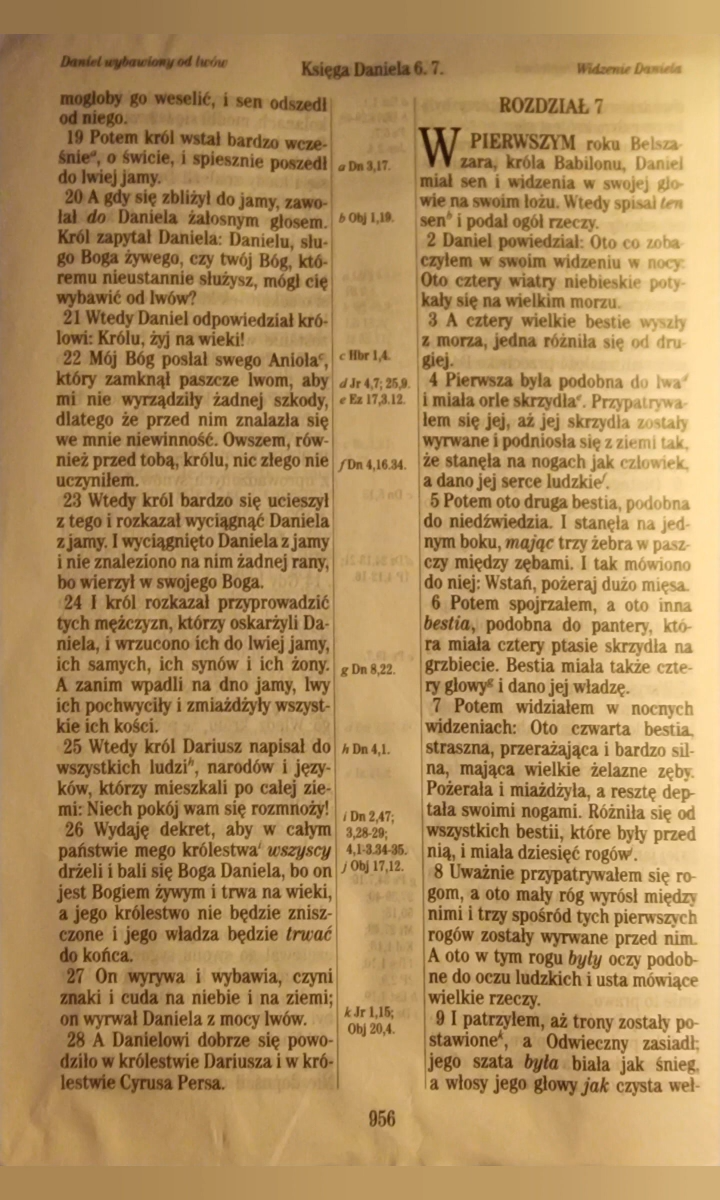 Daniel wybawiony od lwów
Księga Daniela 6. 7.
Widzenie Daniela
mogłoby go weselić, i sen odszedł
od niego.
19 Potem król wstał bardzo wcze-
śnieᵃ, o świcie, i spiesznie poszedł
do lwiej jamy.
20 A gdy się zbliżył do jamy, zawo-
łał do Daniela żałosnym głosem.
Król zapytał Daniela: Danielu, słu-
go Boga żywego, czy twój Bóg, któ-
remu nieustannie służysz, mógł cię
wybawić od lwów?
21 Wtedy Daniel odpowiedział kró-
lowi: Królu, żyj na wieki!
22 Mój Bóg posłał swego Aniołaᶜ,
który zamknął paszcze lwom, aby
mi nie wyrządziły żadnej szkody,
dlatego że przed nim znalazła się
we mnie niewinność. Owszem, rów-
nież przed tobą, królu, nic złego nie
uczyniłem.
23 Wtedy król bardzo się ucieszył
z tego i rozkazał wyciągnąć Daniela
z jamy. I wyciągnięto Daniela z jamy
i nie znaleziono na nim żadnej rany,
bo wierzył w swojego Boga.
24 I król rozkazał przyprowadzić
tych mężczyzn, którzy oskarżyli Da-
niela, i wrzucono ich do lwiej jamy,
ich samych, ich synów i ich żony.
A zanim wpadli na dno jamy, lwy
ich pochwyciły i zmiażdżyły wszyst-
kie ich kości.
25 Wtedy król Dariusz napisał do
wszystkich ludziʰ, narodów i języ-
ków, którzy mieszkali po całej zie-
mi: Niech pokój wam się rozmnoży!
26 Wydaję dekret, aby w całym
państwie mego królestwaⁱ wszyscy
drżeli i bali się Boga Daniela, bo on
jest Bogiem żywym i trwa na wieki,
a jego królestwo nie będzie znisz-
czone i jego władza będzie trwać
do końca.
27 On wyrywa i wybawia, czyni
znaki i cuda na niebie i na ziemi;
on wyrwał Daniela z mocy lwów.
28 A Danielowi dobrze się powo-
dziło w królestwie Dariusza i w kró-
lestwie Cyrusa Persa.
a Dn 3,17.
b Obj 1,19.
c Hbr 1,4.
d Jr 4,7; 25,9.
e Ez 17,3.12.
f Dn 4,16.34.
g Dn 8,22.
h Dn 4,1.
i Dn 2,47;
3,28-29;
4,1-3.34-35.
j Obj 17,12.
k Jr 1,15;
Obj 20,4.
ROZDZIAŁ 7
W PIERWSZYM roku Belsza-
zara, króla Babilonu, Daniel
miał sen i widzenia w swojej gło-
wie na swoim łożu. Wtedy spisał ten
senᵇ i podał ogół rzeczy.
2 Daniel powiedział: Oto co zoba-
czyłem w swoim widzeniu w nocy:
Oto cztery wiatry niebieskie poty-
kały się na wielkim morzu.
3 A cztery wielkie bestie wyszły
z morza, jedna różniła się od dru-
giej.
4 Pierwsza była podobna do lwaᵈ
i miała orle skrzydłaᵉ. Przypatrywa-
łem się jej, aż jej skrzydła zostały
wyrwane i podniosła się z ziemi tak,
że stanęła na nogach jak człowiek,
a dano jej serce ludzkieᶠ.
5 Potem oto druga bestia, podobna
do niedźwiedzia. I stanęła na jed-
nym boku, mając trzy żebra w pasz-
czy między zębami. I tak mówiono
do niej: Wstań, pożeraj dużo mięsa.
6 Potem spojrzałem, a oto inna
bestia, podobna do pantery, któ-
ra miała cztery ptasie skrzydła na
grzbiecie. Bestia miała także czte-
ry głowyᵍ i dano jej władzę.
7 Potem widziałem w nocnych
widzeniach: Oto czwarta bestia,
straszna, przerażająca i bardzo sil-
na, mająca wielkie żelazne zęby.
Pożerała i miażdżyła, a resztę dep-
tała swoimi nogami. Różniła się od
wszystkich bestii, które były przed
nią, i miała dziesięć rogówʲ.
8 Uważnie przypatrywałem się ro-
gom, a oto mały róg wyrósł między
nimi i trzy spośród tych pierwszych
rogów zostały wyrwane przed nim.
A oto w tym rogu były oczy podob-
ne do oczu ludzkich i usta mówiące
wielkie rzeczy.
9 I patrzyłem, aż trony zostały po-
stawioneᵏ, a Odwieczny zasiadł;
jego szata była biała jak śnieg,
a włosy jego głowy jak czysta weł-
956